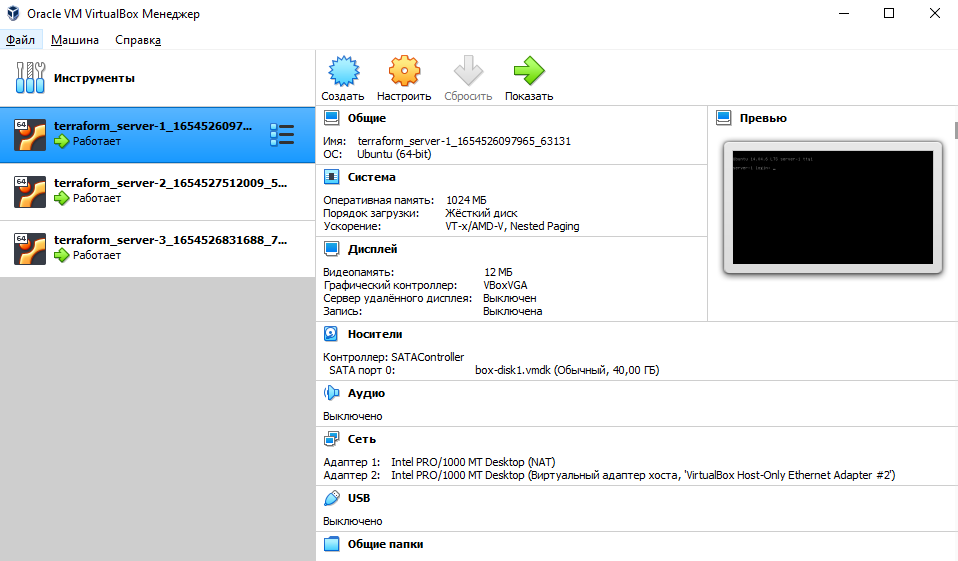 Oracle VM VirtualBox Менеджер
Файл Машина Справка
Инструменты
64
terraform_server-1_1654526097...
Работает
64
terraform_server-2_1654527512009_5...
Работает
64
terraform_server-3_1654526831688_7...
Работает
Создать Настроить Сбросить Показать
Общие
Имя: terraform_server-1_1654526097965_63131
ОС: Ubuntu (64-bit)
Система
Оперативная память: 1024 МБ
Порядок загрузки: Жёсткий диск
Ускорение: VT-x/AMD-V, Nested Paging
Дисплей
Видеопамять: 12 МБ
Графический контроллер: VBoxVGA
Сервер удалённого дисплея: Выключен
Запись: Выключена
Превью
server-1 login: _
Носители
Контроллер: SATAController
SATA порт 0: box-disk1.vmdk (Обычный, 40,00 ГБ)
Аудио
Выключено
Сеть
Адаптер 1: Intel PRO/1000 MT Desktop (NAT)
Адаптер 2: Intel PRO/1000 MT Desktop (Виртуальный адаптер хоста, 'VirtualBox Host-Only Ethernet Adapter #2')
USB
Выключено
Общие папки